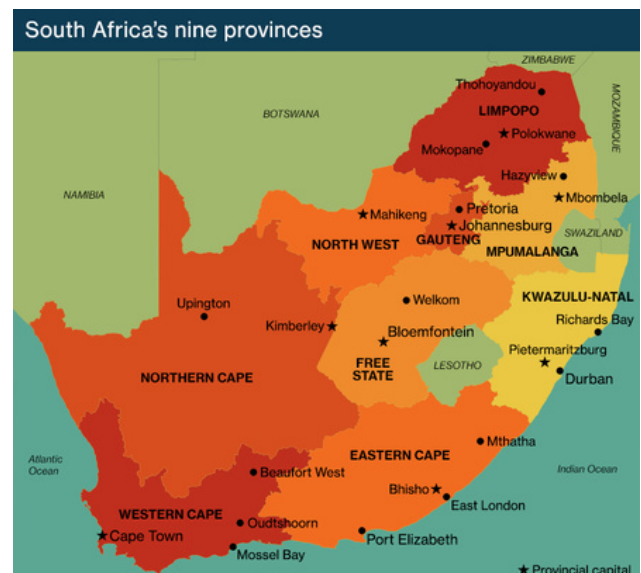 South Africa's nine provinces
ZIMBABWE
Thohoyandou
LIMPOPO
MOZAMBIQUE
BOTSWANA
Polokwane
Mokopane
Hazyview
NAMIBIA
Mbombela
Pretoria
Mahikeng
Johannesburg
SWAZILAND
GAUTENG
NORTH WEST
MPUMALANGA
KWAZULU-NATAL
Welkom
Upington
Richards Bay
Kimberley
Bloemfontein
Pietermaritzburg
FREE
STATE
LESOTHO
NORTHERN CAPE
Durban
Mthatha
EASTERN CAPE
Atlantic
Ocean
Indian Ocean
Beaufort West
Bhisho
East London
WESTERN CAPE
Oudtshoorn
Cape Town
Port Elizabeth
Mossel Bay
★ Provincial capital